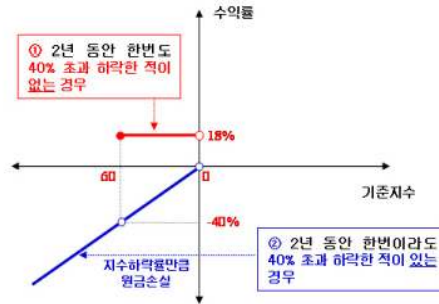 수익률
① 2년 동안 한번도
40% 초과 하락한 적이
없는 경우
18%
60
0
기준지수
-40%
② 2년 동안 한번이라도
40% 초과 하락한 적이 있는
경우
지수하락률만큼
원금손실